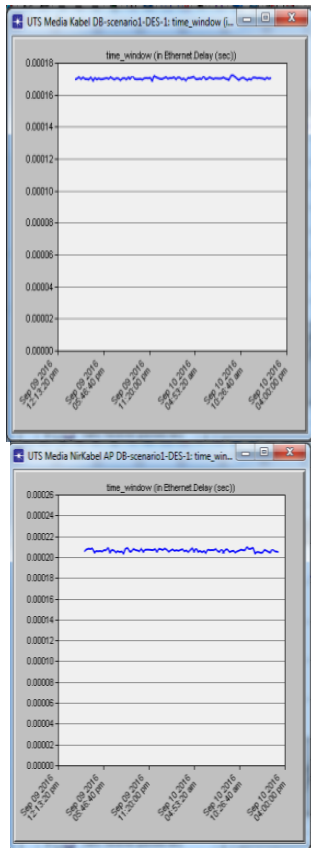 UTS Media Kabel DB-scenario1-DES-1: time_window (i...
time_window (in Ethernet.Delay (sec))
0.00018
0.00016
0.00014
0.00012
0.00010
0.00008
0.00006
0.00004
0.00002
0.00000
Sep 09 2016 12:13:20 pm
Sep 09 2016 05:46:40 pm
Sep 09 2016 11:20:00 pm
Sep 10 2016 04:53:20 am
Sep 10 2016 10:26:40 am
Sep 10 2016 04:00:00 pm
UTS Media NirKabel AP DB-scenario1-DES-1: time_win...
time_window (in Ethernet.Delay (sec))
0.00026
0.00024
0.00022
0.00020
0.00018
0.00016
0.00014
0.00012
0.00010
0.00008
0.00006
0.00004
0.00002
0.00000
Sep 09 2016 12:13:20 pm
Sep 09 2016 05:46:40 pm
Sep 09 2016 11:20:00 pm
Sep 10 2016 04:53:20 am
Sep 10 2016 10:26:40 am
Sep 10 2016 04:00:00 pm